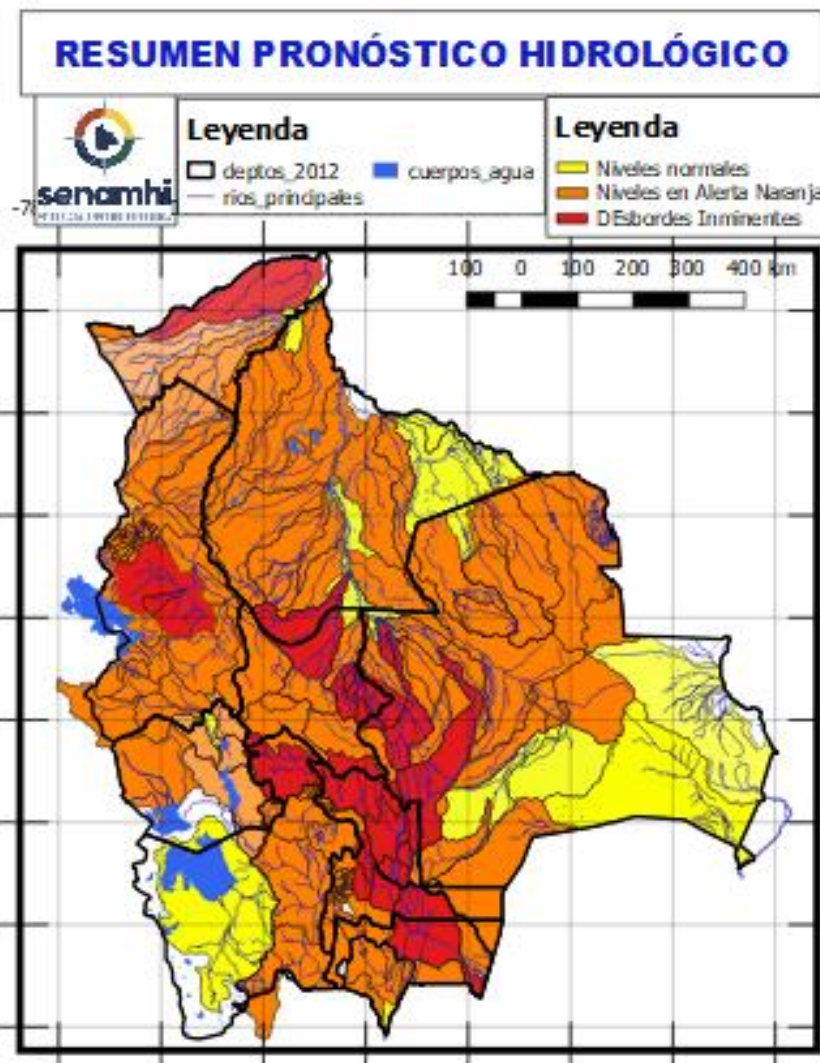 RESUMEN PRONÓSTICO HIDROLÓGICO
senamhi
Leyenda
deptos_2012
cuerpos_agua
rios_principales
Leyenda
Niveles normales
Niveles en Alerta Naranja
DEsbordes Inminentes
100 0 100 200 300 400 km